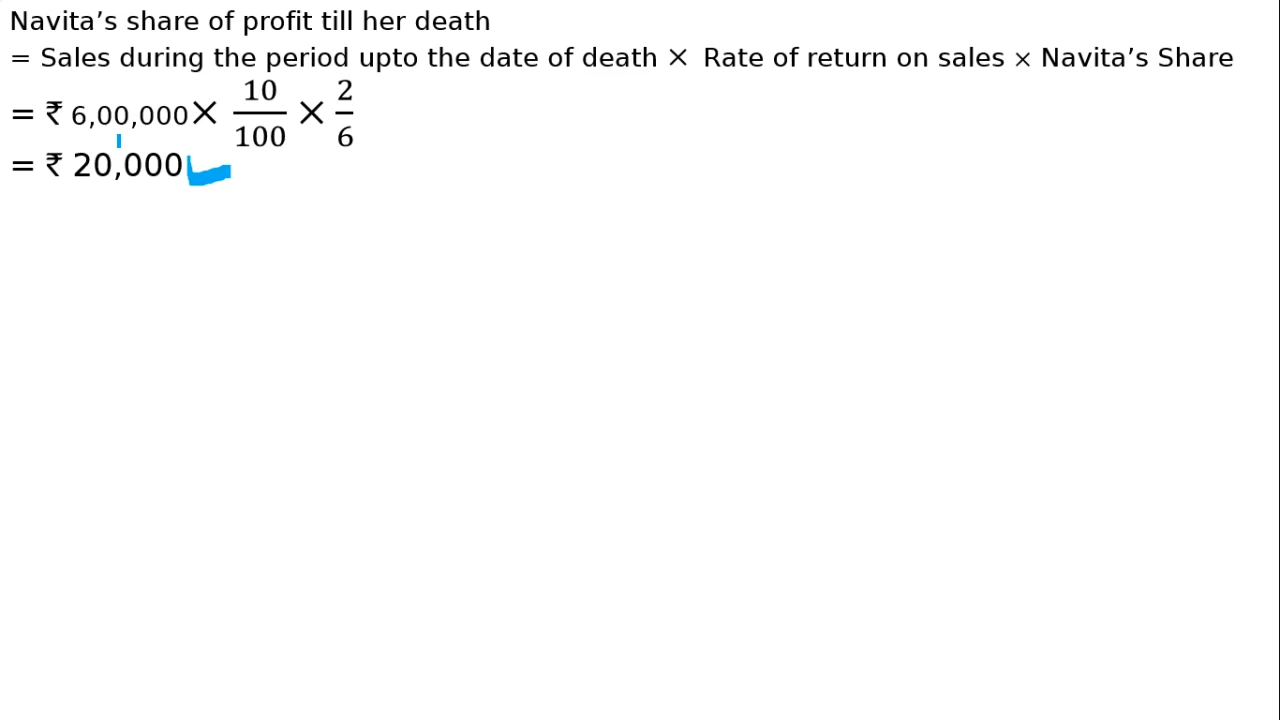 Navita’s share of profit till her death
= Sales during the period upto the date of death × Rate of return on sales × Navita’s Share
= ₹ 6,00,000 × 10/100 × 2/6
= ₹ 20,000